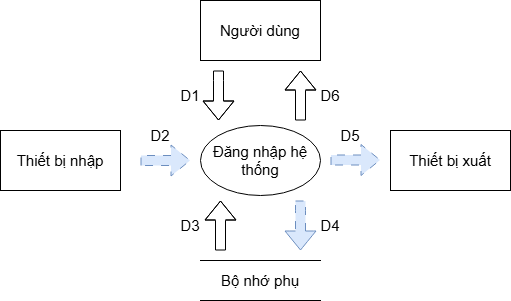 Người dùng
D1
D6
D2
D5
Thiết bị nhập
Đăng nhập hệ
thống
Thiết bị xuất
D3
D4
Bộ nhớ phụ